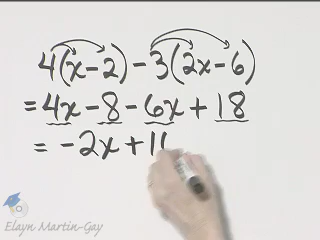 4(x-2)-3(2x-6)
=4x-8-6x+18
=-2x+1
Elayn Martin-Gay